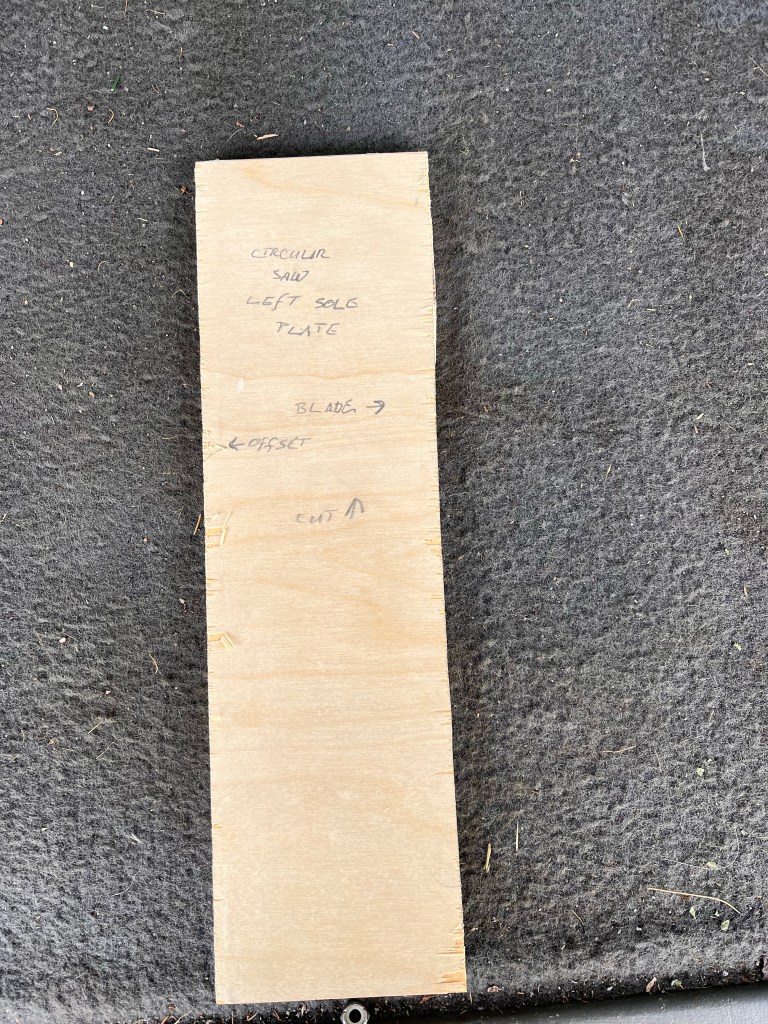 CIRCULAR
SAW
LEFT SOLE
PLATE
BLADE →
← OFFSET
CUT ↑